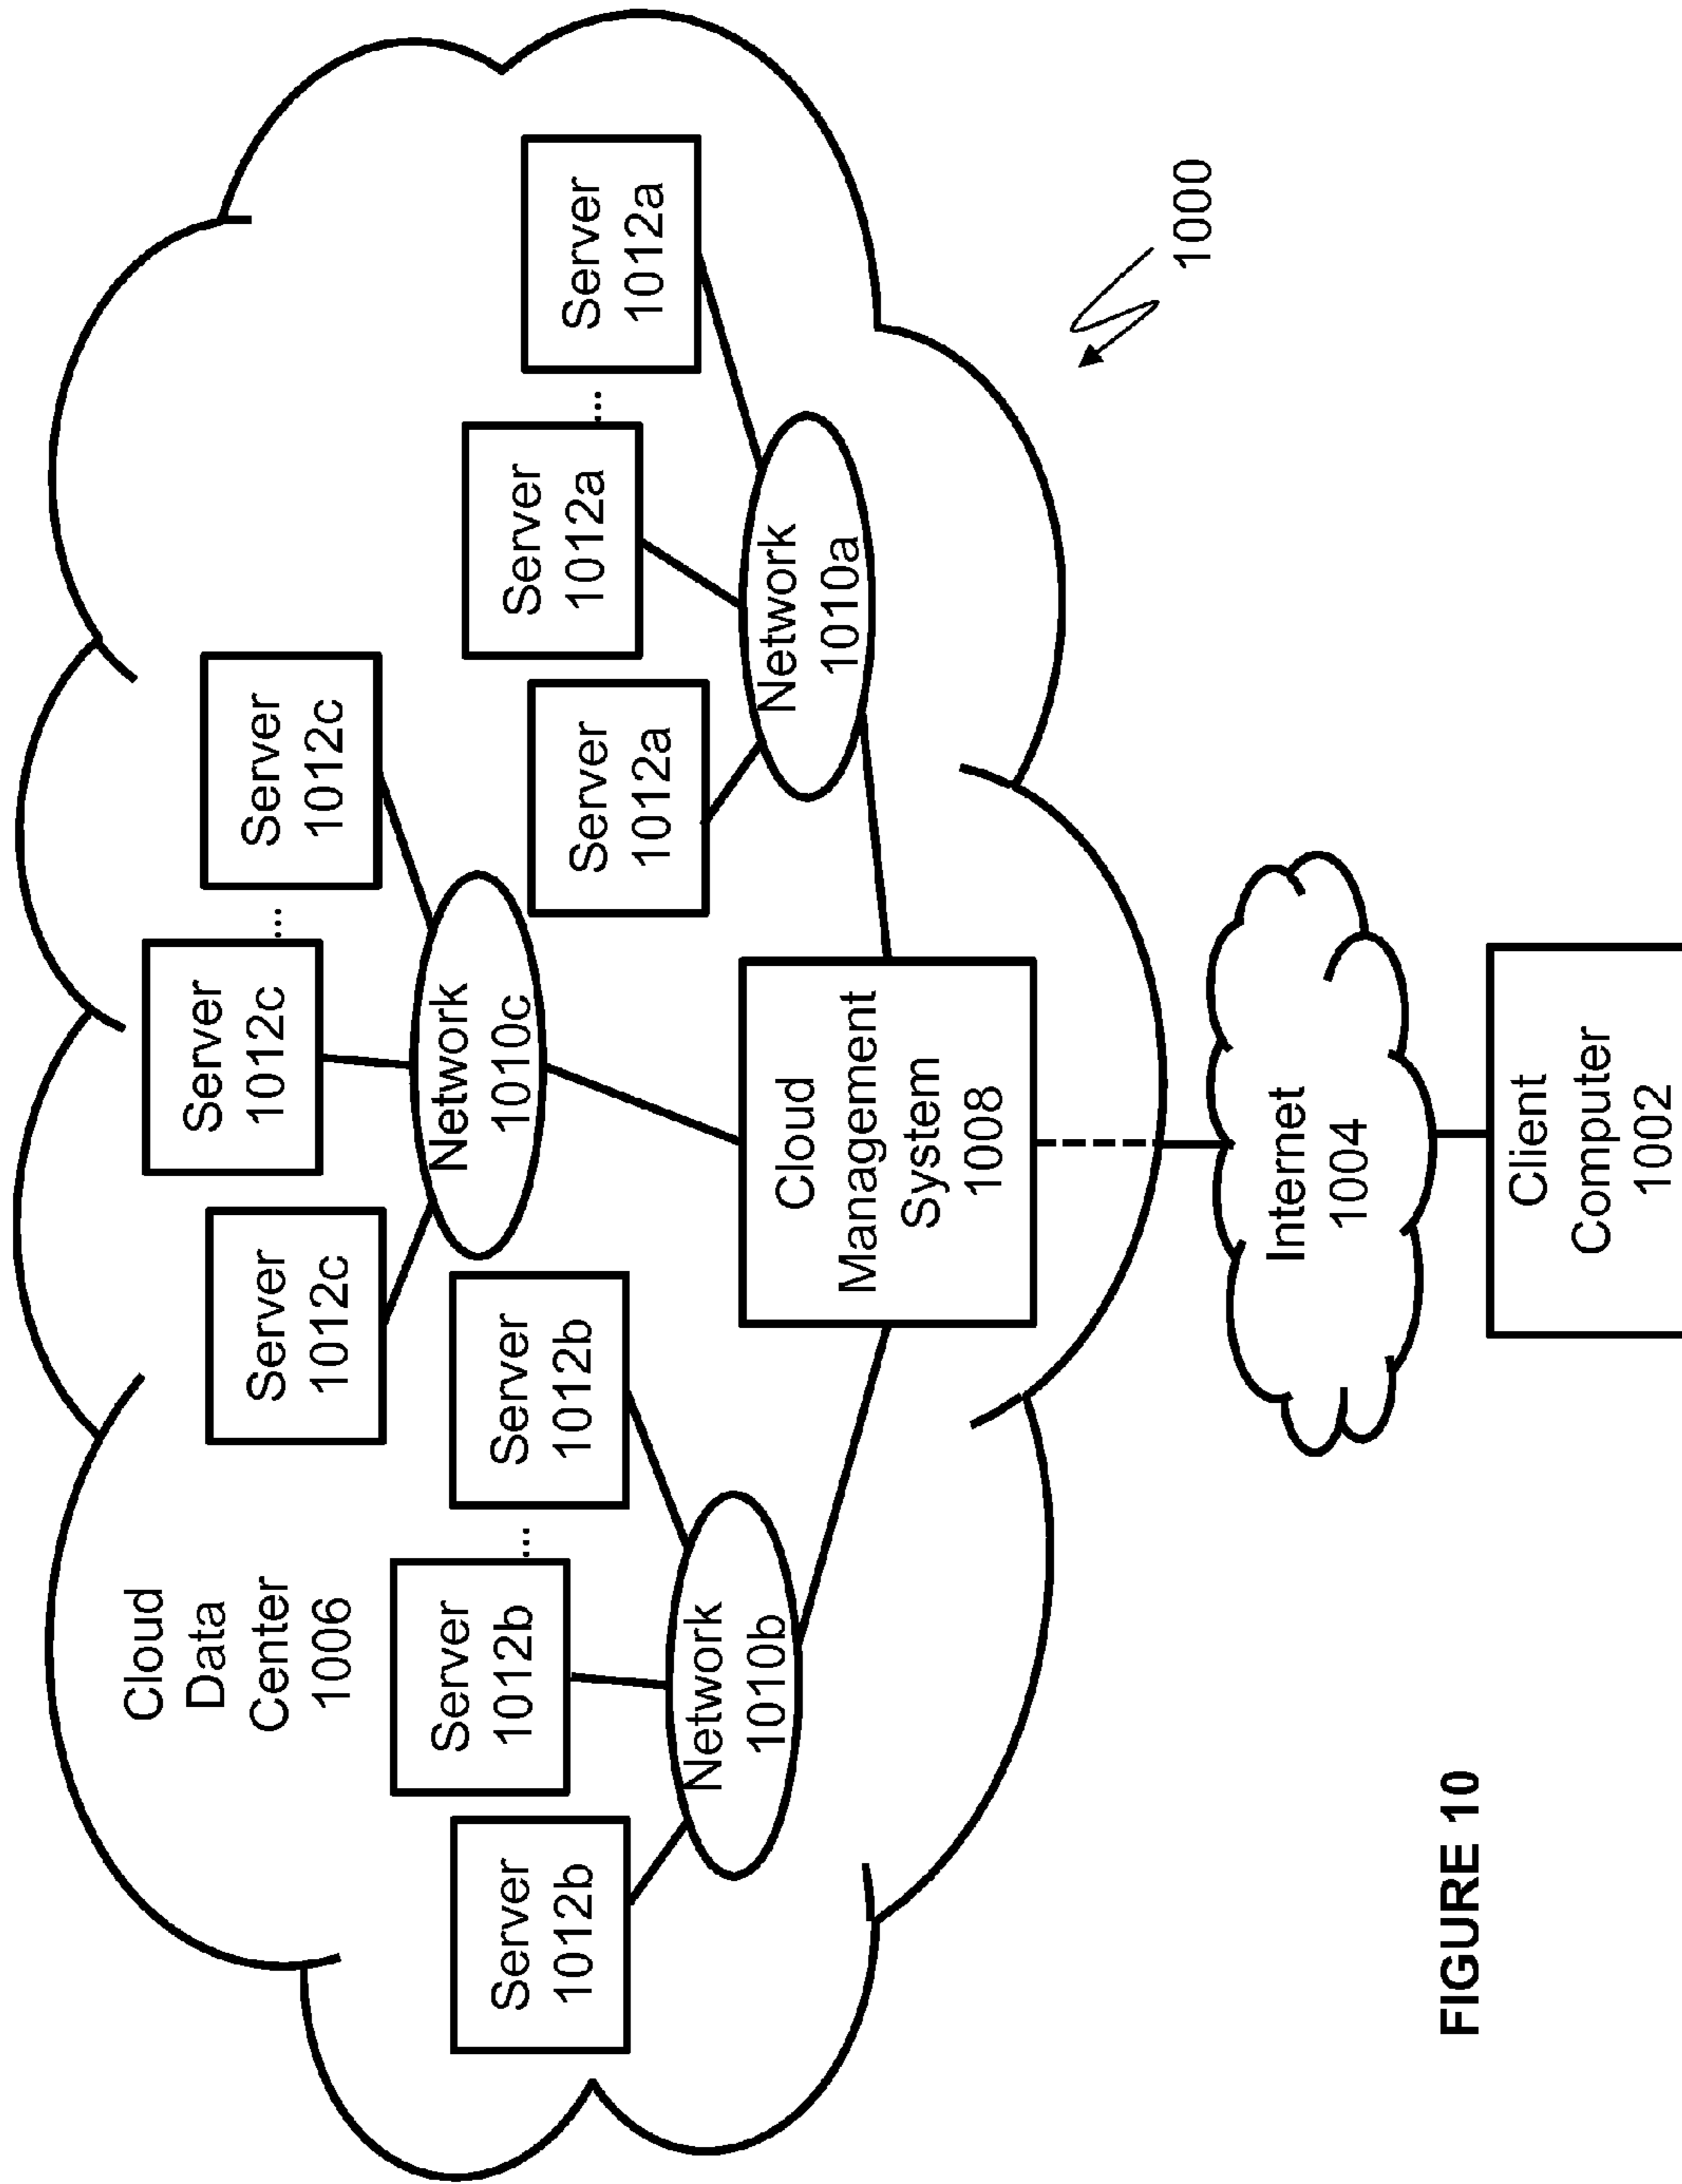 Cloud
Data
Center
1006
Server
1012c
Server
1012c
...
Server
1012c
Network
1010c
Server
1012b
Server
1012b
...
Server
1012b
Network
1010b
Server
1012a
Server
1012a
...
Server
1012a
Network
1010a
Cloud
Management
System
1008
1000
Internet
1004
Client
Computer
1002
FIGURE 10